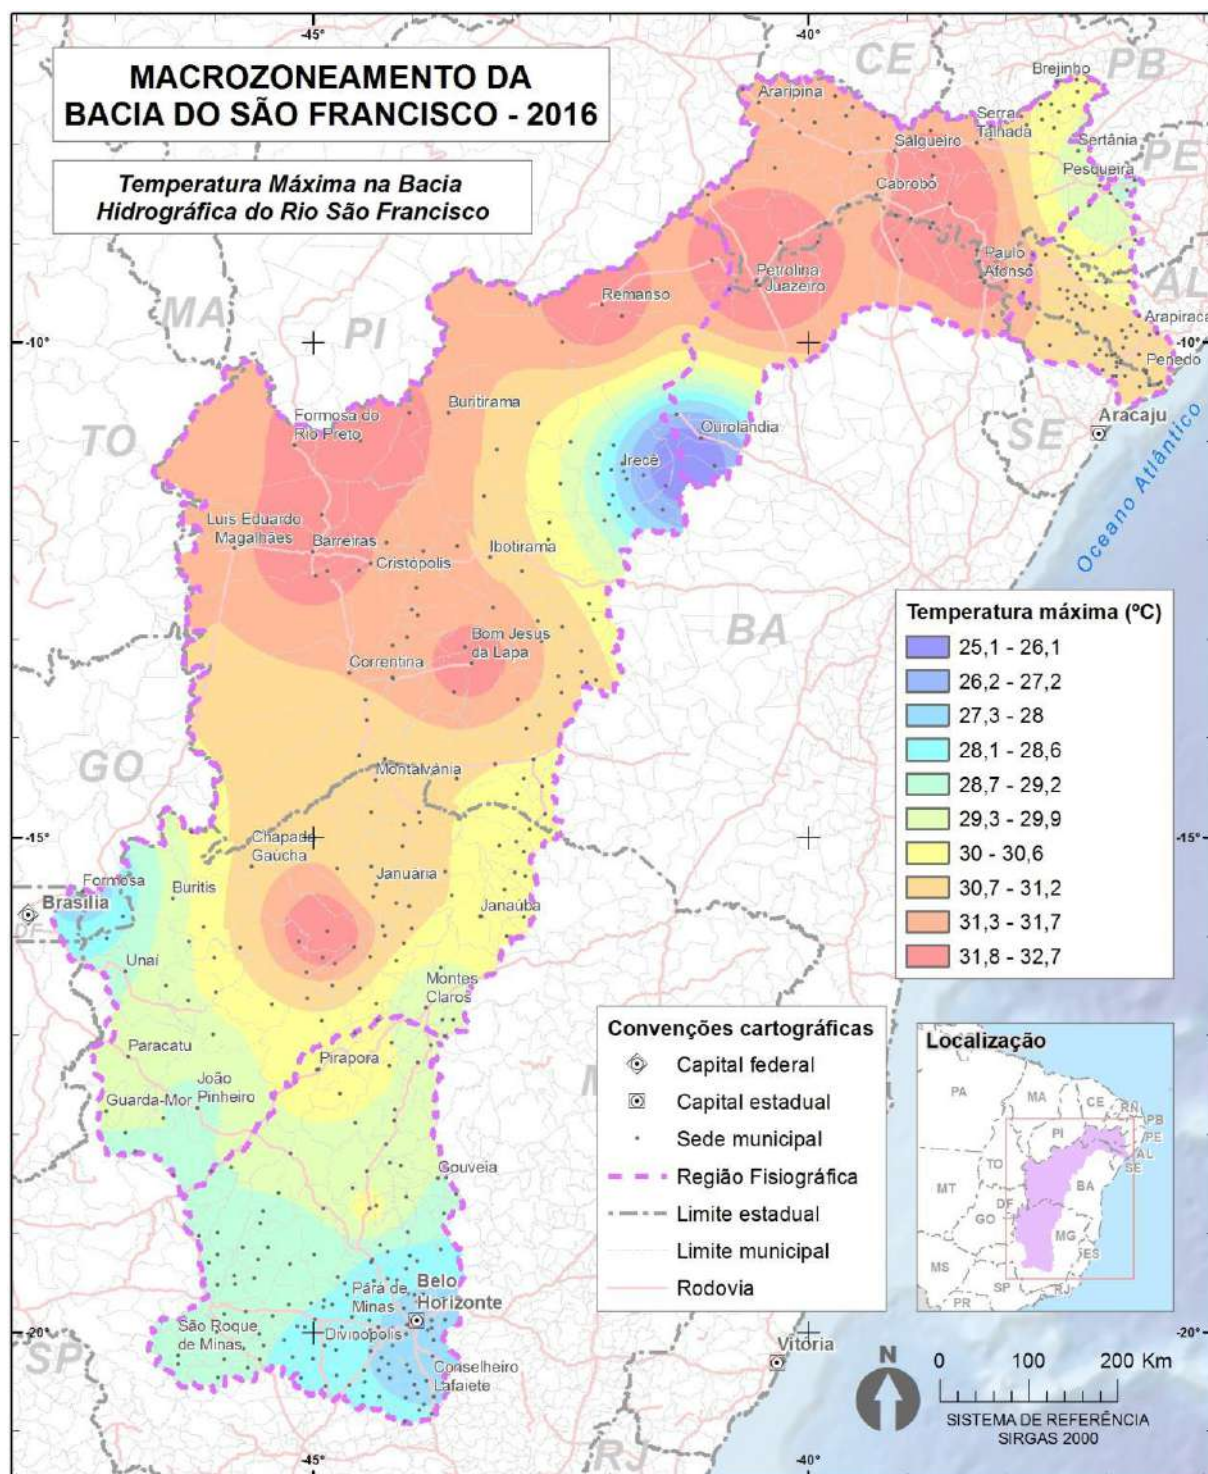 -45°
-40°
MACROZONEAMENTO DA
BACIA DO SÃO FRANCISCO - 2016
Temperatura Máxima na Bacia
Hidrográfica do Rio São Francisco
CE
PB
Brejinho
Araripina
Serra
Talhada
Salgueiro
Sertânia
PE
Pesqueira
Cabrobó
Petrolina
Juazeiro
Paulo
Afonso
MA
PI
Remanso
AL
Arapiraca
-10°
-10°
Penedo
Buritirama
Formosa do
Rio Preto
Aracaju
TO
SE
Ourolândia
Irecê
Oceano Atlântico
Luis Eduardo
Magalhães
Barreiras
Cristópolis
Ibotirama
BA
Bom Jesus
da Lapa
Correntina
GO
Montalvânia
-15°
-15°
Chapada
Gaúcha
Januária
Formosa
Buritis
Brasília
DF
Janaúba
Unaí
Montes
Claros
Paracatu
Pirapora
João
Pinheiro
Guarda-Mor
Gouveia
Pará de
Minas
Belo
Horizonte
São Roque
de Minas
Divinópolis
Conselheiro
Lafaiete
-20°
-20°
SP
RJ
Vitória
Temperatura máxima (ºC)
25,1 - 26,1
26,2 - 27,2
27,3 - 28
28,1 - 28,6
28,7 - 29,2
29,3 - 29,9
30 - 30,6
30,7 - 31,2
31,3 - 31,7
31,8 - 32,7
Convenções cartográficas
Capital federal
Capital estadual
Sede municipal
Região Fisiográfica
Limite estadual
Limite municipal
Rodovia
Localização
PA
MA
CE
RN
PB
PI
PE
AL
SE
TO
BA
MT
DF
GO
MG
ES
MS
SP
RJ
PR
N
0 100 200 Km
SISTEMA DE REFERÊNCIA
SIRGAS 2000
-45°
-40°